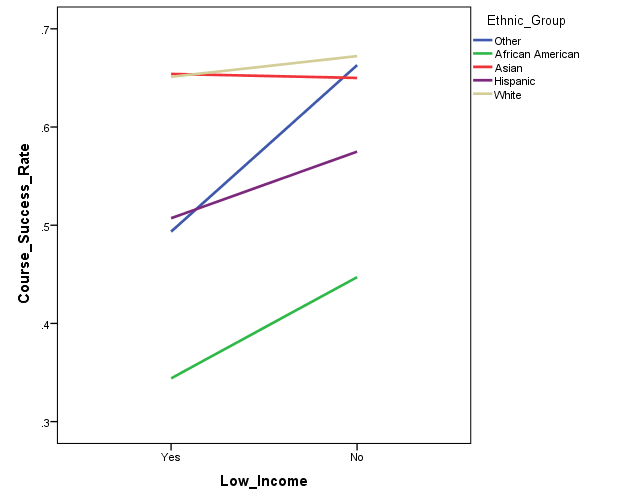 Ethnic_Group
Other
African American
Asian
Hispanic
White
Course_Success_Rate
.7
.6
.5
.4
.3
Yes
No
Low_Income